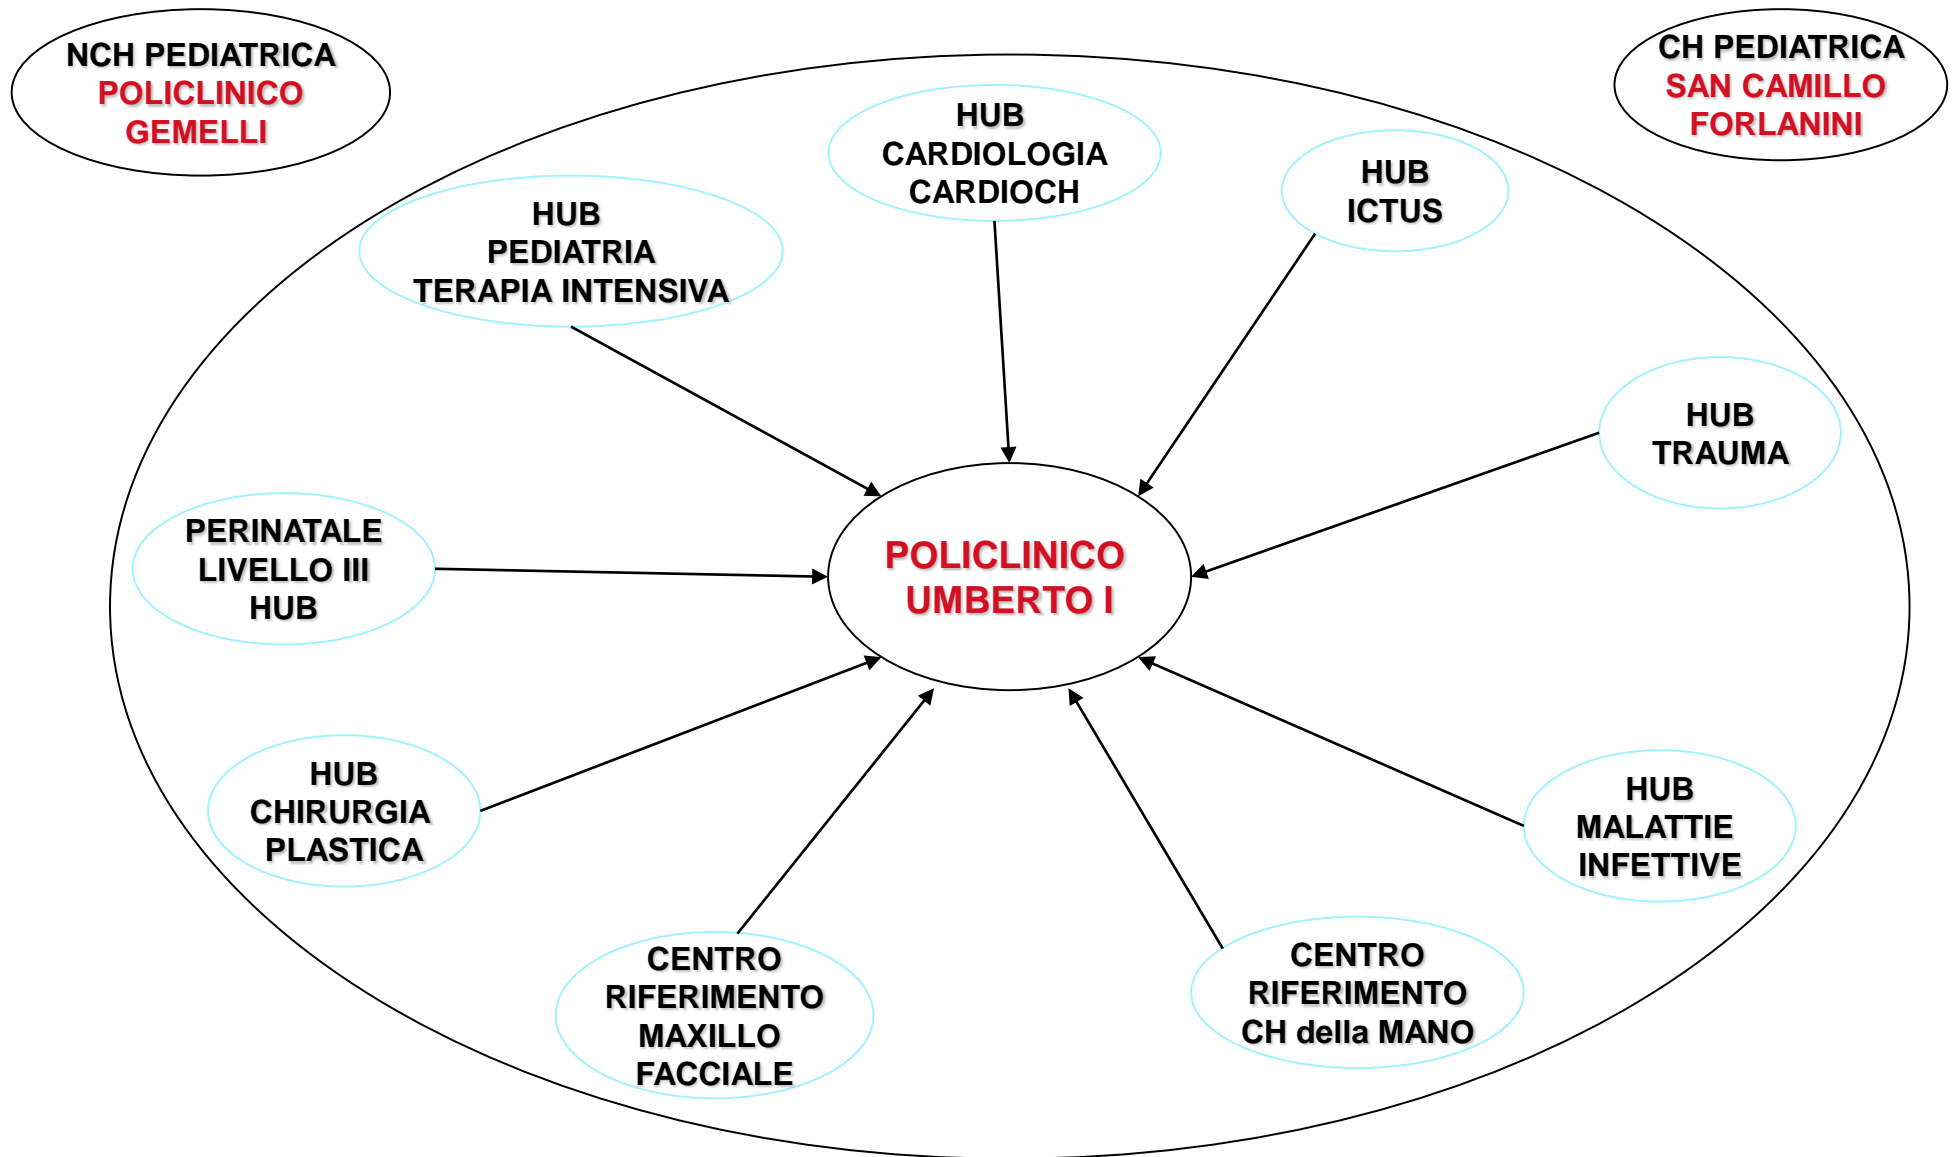 NCH PEDIATRICA
POLICLINICO
GEMELLI
CH PEDIATRICA
SAN CAMILLO
FORLANINI
HUB
CARDIOLOGIA
CARDIOCH
HUB
ICTUS
HUB
PEDIATRIA
TERAPIA INTENSIVA
HUB
TRAUMA
PERINATALE
LIVELLO III
HUB
POLICLINICO
UMBERTO I
HUB
CHIRURGIA
PLASTICA
HUB
MALATTIE
INFETTIVE
CENTRO
RIFERIMENTO
MAXILLO
FACCIALE
CENTRO
RIFERIMENTO
CH della MANO